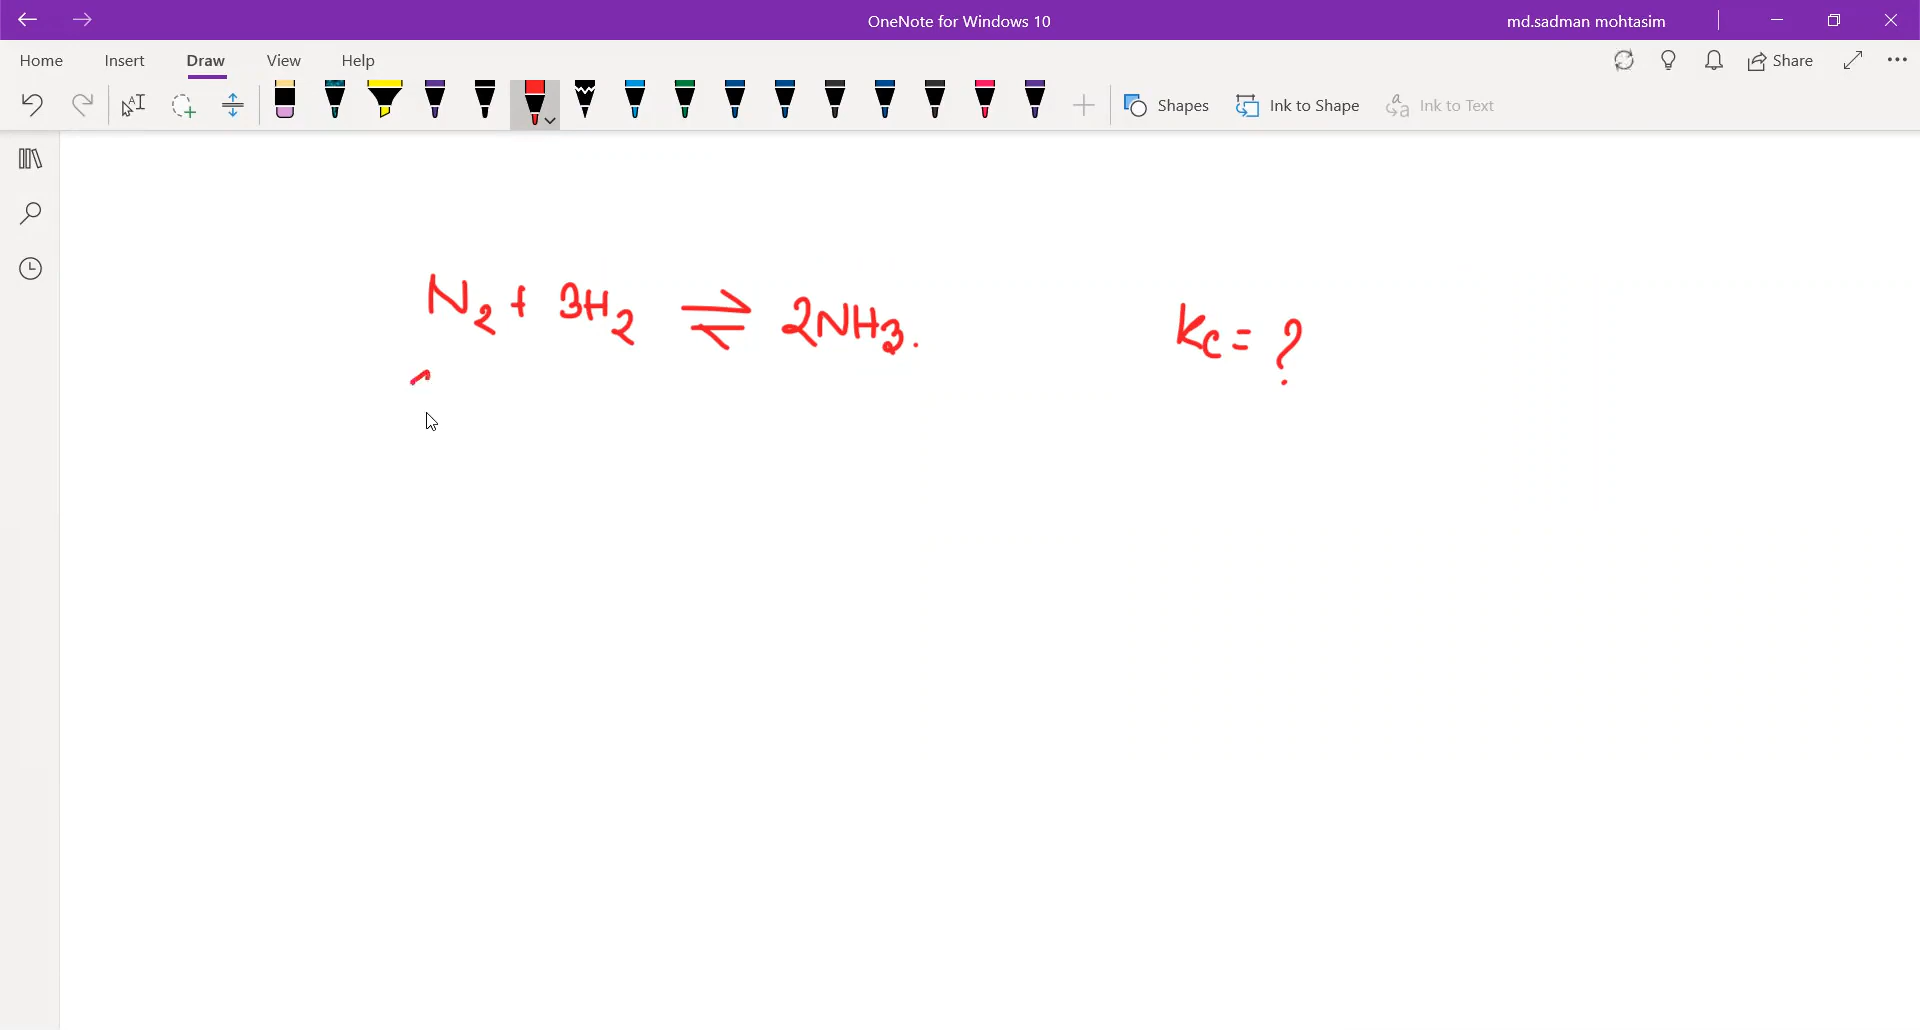 OneNote for Windows 10
md.sadman mohtasim
Home Insert Draw View Help
Share
Shapes Ink to Shape Ink to Text
N₂ + 3H₂ ⇌ 2NH₃.
Kc = ?